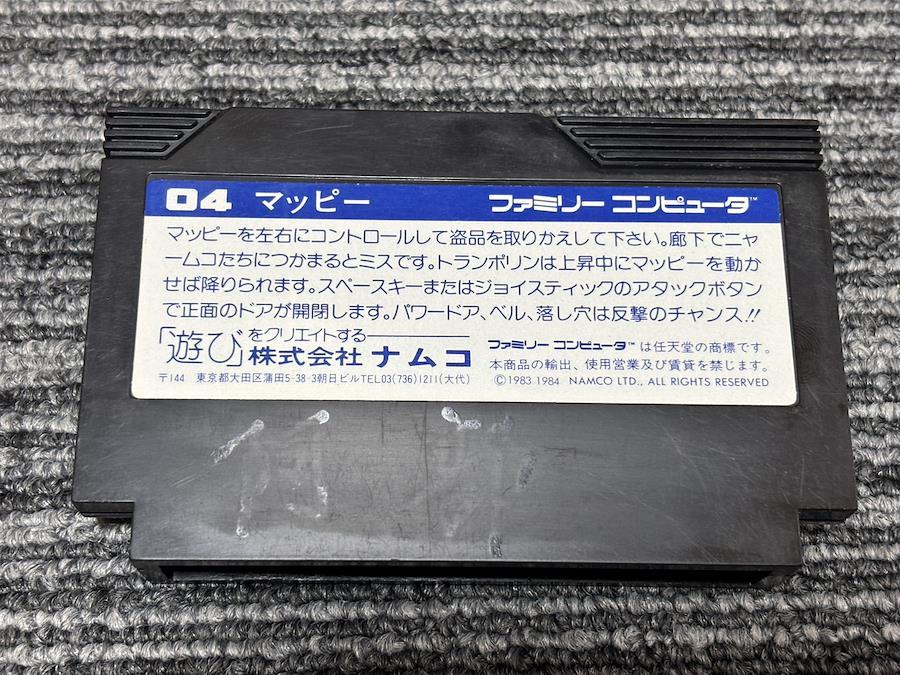 04 マッピー ファミリー コンピュータ™
マッピーを左右にコントロールして盗品を取りかえして下さい。廊下でニャ
ームコたちにつかまるとミスです。トランポリンは上昇中にマッピーを動か
せば降りられます。スペースキーまたはジョイスティックのアタックボタン
で正面のドアが開閉します。パワードア、ベル、落し穴は反撃のチャンス!!
「遊び」をクリエイトする
株式会社 ナムコ
ファミリー コンピュータ™ は任天堂の商標です。
本商品の輸出、使用営業及び賃貸を禁じます。
〒144 東京都大田区蒲田5-38-3朝日ビルTEL.03(736)1211(大代)
©1983 1984 NAMCO LTD., ALL RIGHTS RESERVED